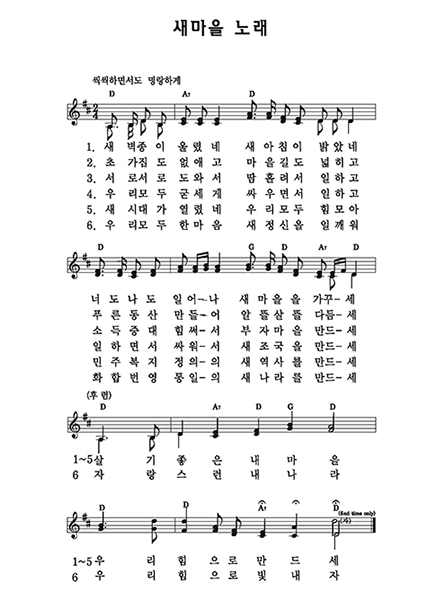 새마을 노래
씩씩하면서도 명랑하게
D A7 D
2/4
1. 새 벽종 이 울렸네 새아침이 밝았네
2. 초 가집 도 없애고 마을길도 넓히고
3. 서 로서 로 도와서 땀흘려서 일하고
4. 우 리모 두 굳세게 싸우면서 일하고
5. 새 시대 가 열렸네 우리모두 힘모아
6. 우 리모 두 한마음 새정신을 일깨워
D G D A7 D
너 도나 도 일어~나 새마을을 가꾸-세
푸 른동 산 만들-어 알뜰살뜰 다듬-세
소 득증 대 힘써-서 부자마을 만드-세
일 하면 서 싸워-서 새조국을 만드-세
민 주복 지 정의-의 새역사를 만드-세
화 합번 영 통일-의 새나라를 만드-세
(후 렴)
D A7 D G D
1~5 살 기 좋 은 내 마 을
6 자 랑 스 런 내 나 라
D A7 D
1~5 우 리 힘 으 로 만 드 세
6 우 리 힘 으 로 빛 내 자